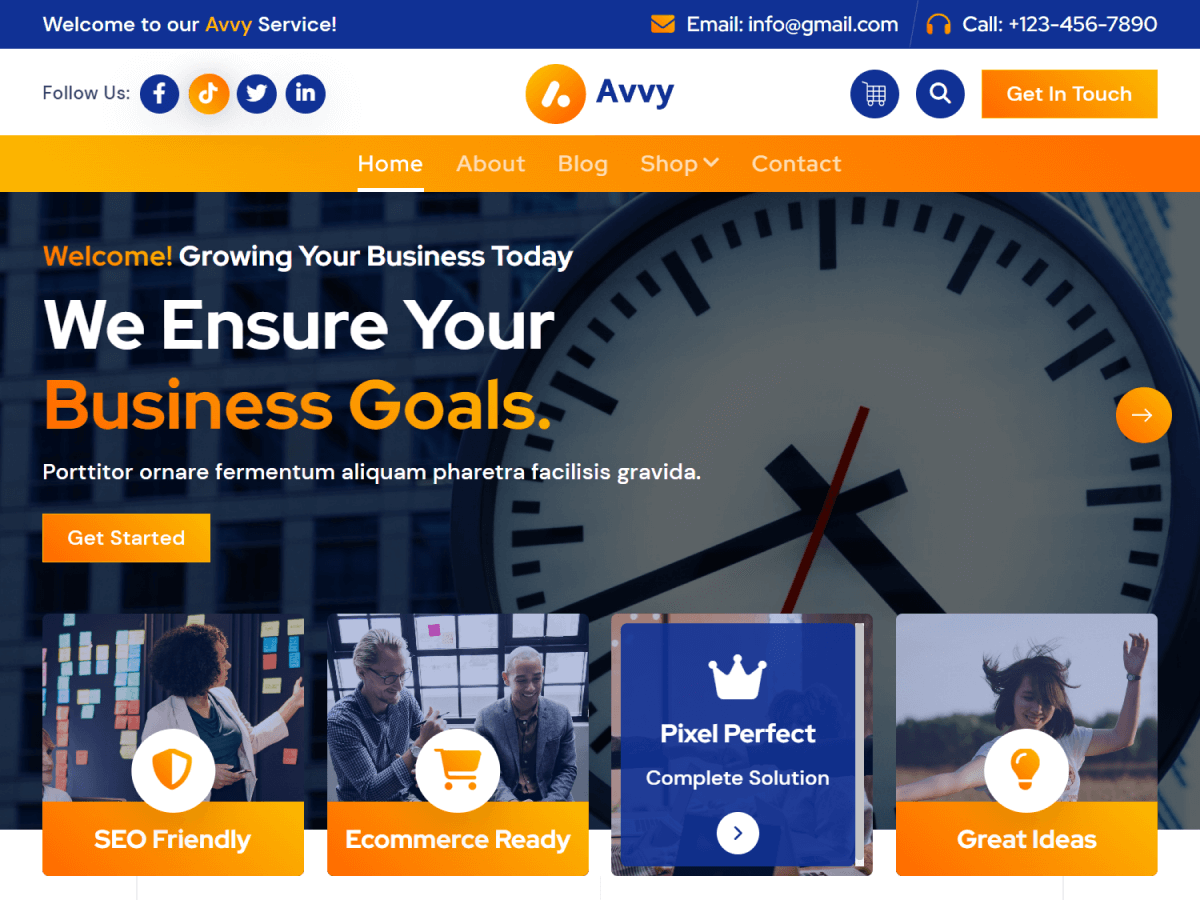 Welcome to our Avvy Service!
Email: info@gmail.com
Call: +123-456-7890
Follow Us:
Avvy
Get In Touch
Home
About
Blog
Shop
Contact
Welcome! Growing Your Business Today
We Ensure Your
Business Goals.
Porttitor ornare fermentum aliquam pharetra facilisis gravida.
Get Started
SEO Friendly
Ecommerce Ready
Pixel Perfect
Complete Solution
Great Ideas